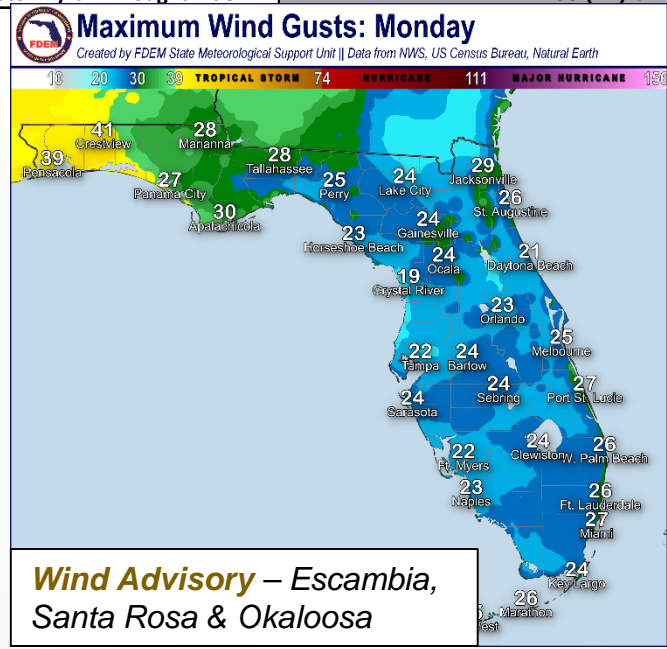 FDEM
Maximum Wind Gusts: Monday
Created by FDEM State Meteorological Support Unit || Data from NWS, US Census Bureau, Natural Earth
10 20 30 39 TROPICAL STORM 74 HURRICANE 111 MAJOR HURRICANE 156
41
Crestview
28
Marianna
39
Pensacola
28
Tallahassee
27
Panama City
25
Perry
24
Lake City
29
Jacksonville
30
Apalachicola
26
St. Augustine
23
Horseshoe Beach
24
Gainesville
24
Ocala
21
Daytona Beach
19
Crystal River
23
Orlando
22
Tampa
24
Bartow
25
Melbourne
24
Sarasota
24
Sebring
27
Port St. Lucie
22
Ft. Myers
24
Clewiston
26
W. Palm Beach
23
Naples
26
Ft. Lauderdale
27
Miami
24
Key Largo
26
Marathon
Wind Advisory – Escambia,
Santa Rosa & Okaloosa